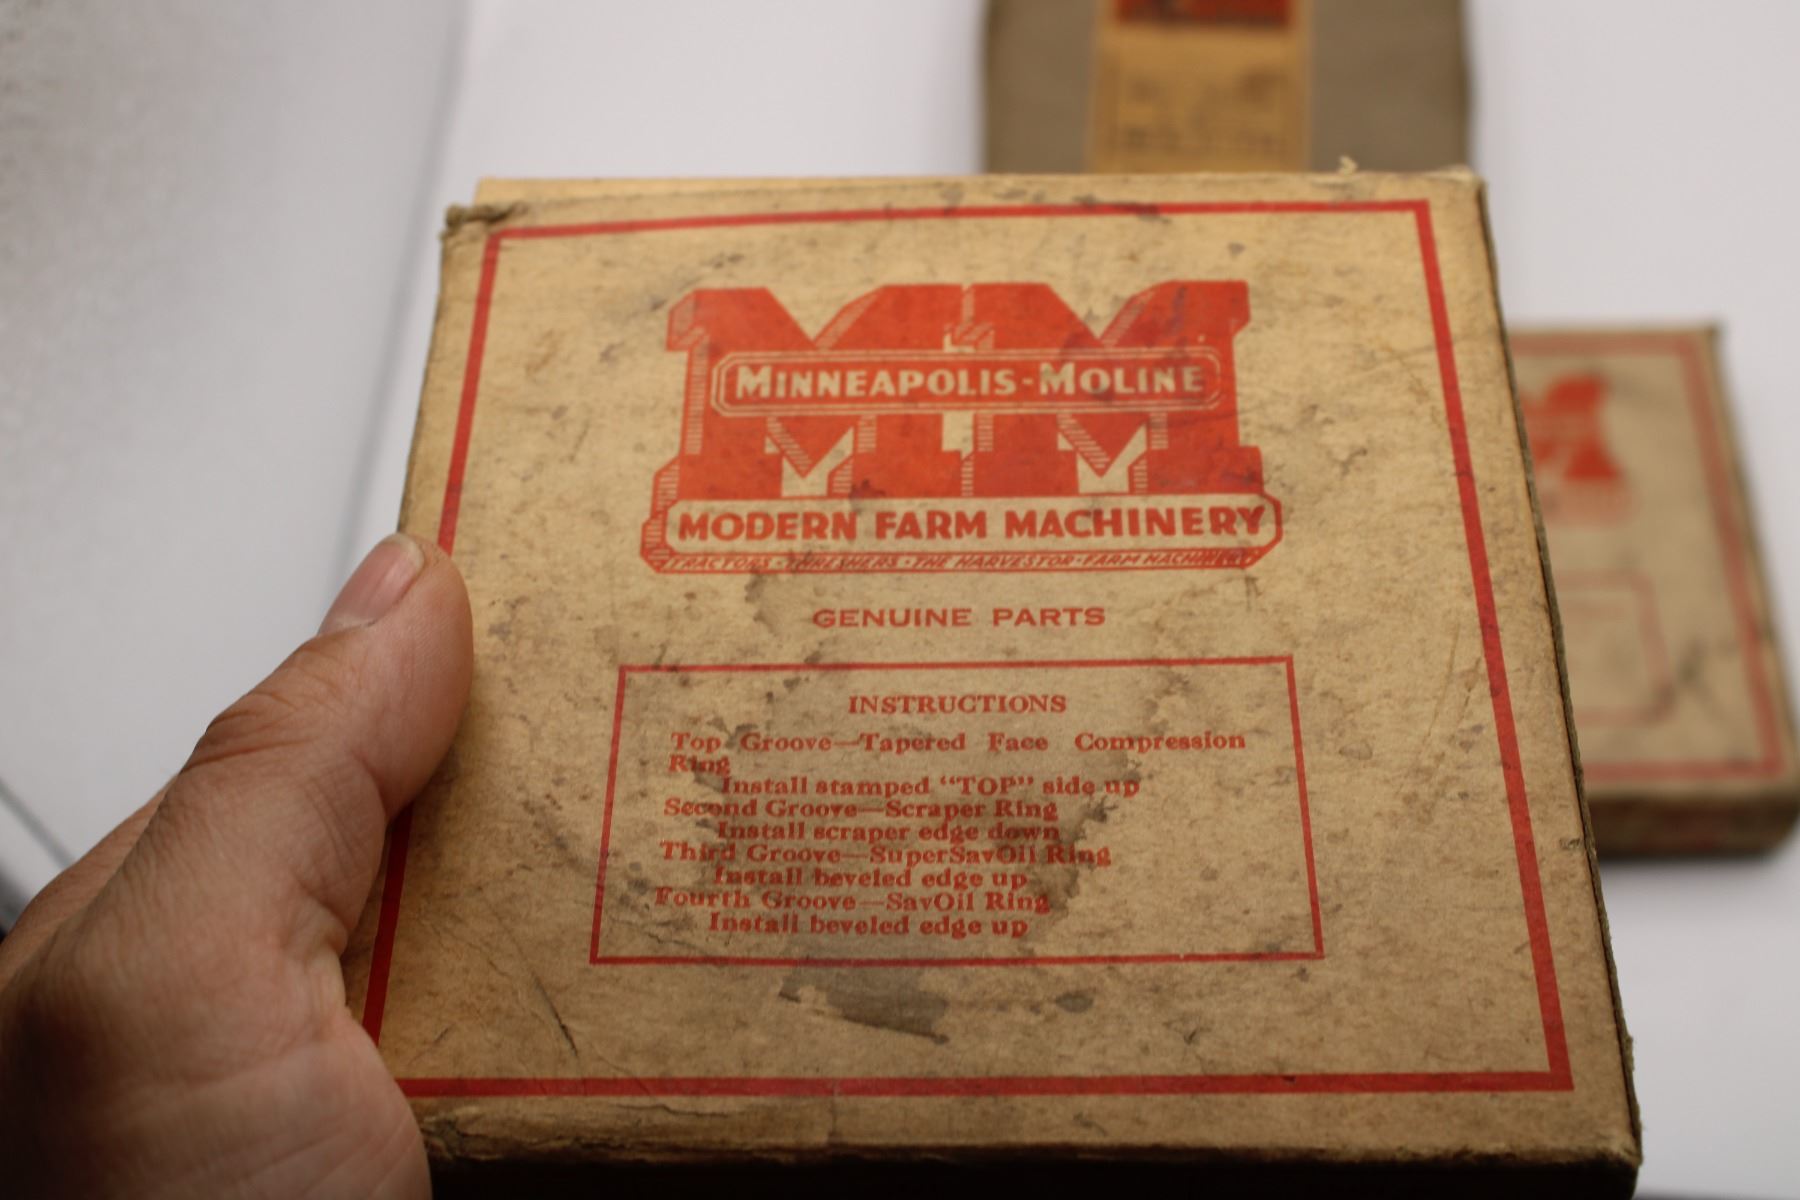 MINNEAPOLIS-MOLINE
MODERN FARM MACHINERY
TRACTORS · THRESHERS · THE HARVESTOR · FARM MACHINERY
GENUINE PARTS
INSTRUCTIONS
Top Groove—Tapered Face Compression
Ring
Install stamped “TOP” side up
Second Groove—Scraper Ring
Install scraper edge down
Third Groove—SuperSavOil Ring
Install beveled edge up
Fourth Groove—SavOil Ring
Install beveled edge up